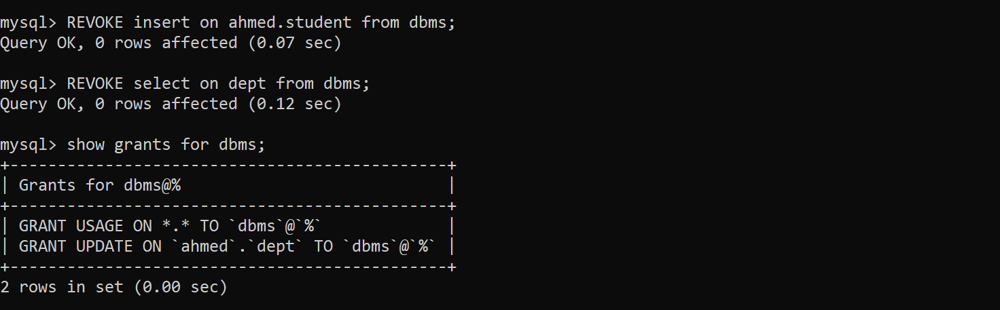 mysql> REVOKE insert on ahmed.student from dbms;
Query OK, 0 rows affected (0.07 sec)
mysql> REVOKE select on dept from dbms;
Query OK, 0 rows affected (0.12 sec)
mysql> show grants for dbms;
+----------------------------------------------+
| Grants for dbms@%                            |
+----------------------------------------------+
| GRANT USAGE ON *.* TO `dbms`@`%`             |
| GRANT UPDATE ON `ahmed`.`dept` TO `dbms`@`%` |
+----------------------------------------------+
2 rows in set (0.00 sec)